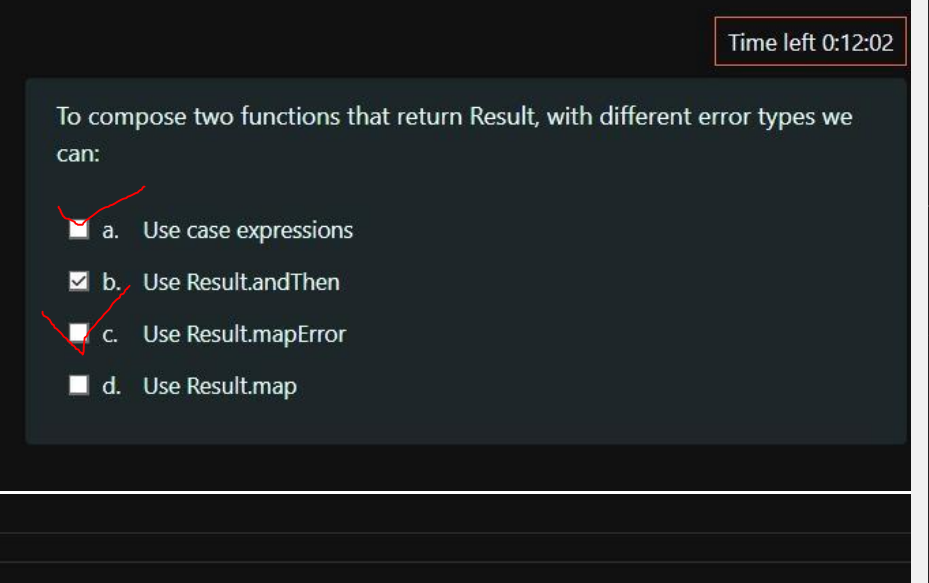 Time left 0:12:02
To compose two functions that return Result, with different error types we
can:
a. Use case expressions
b. Use Result.andThen
c. Use Result.mapError
d. Use Result.map